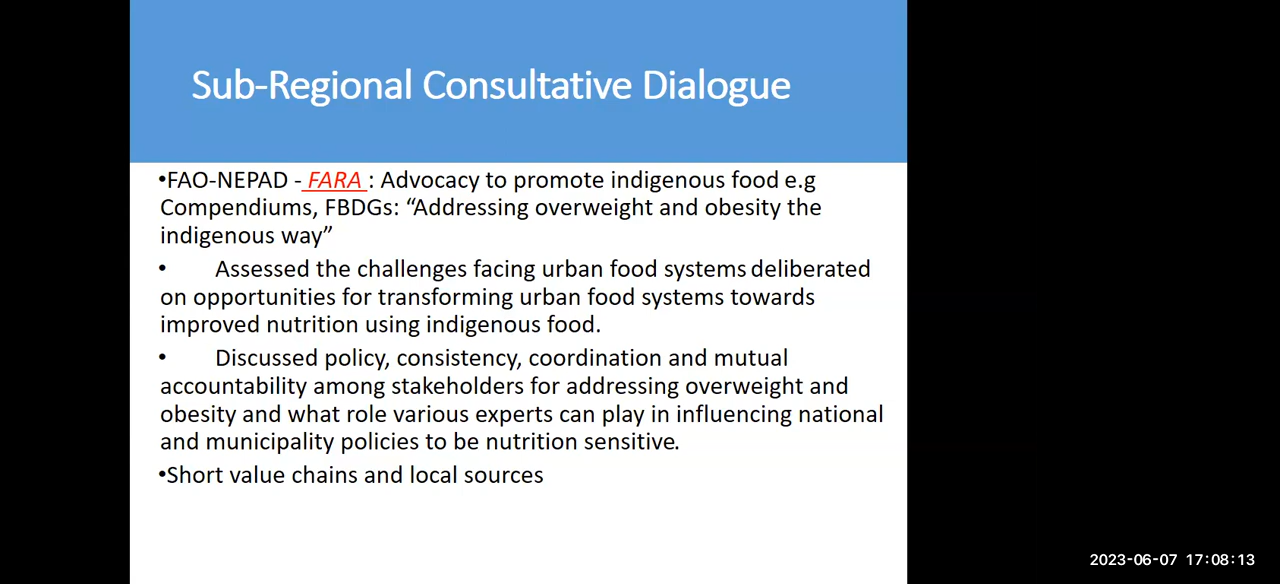 Sub-Regional Consultative Dialogue
•FAO-NEPAD - FARA : Advocacy to promote indigenous food e.g
Compendiums, FBDGs: “Addressing overweight and obesity the
indigenous way”
• Assessed the challenges facing urban food systems deliberated
on opportunities for transforming urban food systems towards
improved nutrition using indigenous food.
• Discussed policy, consistency, coordination and mutual
accountability among stakeholders for addressing overweight and
obesity and what role various experts can play in influencing national
and municipality policies to be nutrition sensitive.
•Short value chains and local sources
2023-06-07 17:08:13